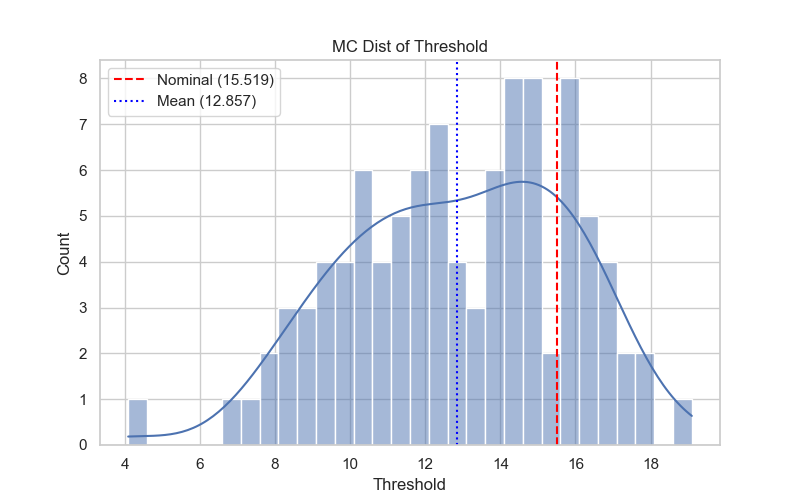 MC Dist of Threshold
Nominal (15.519)
Mean (12.857)
8
7
6
5
4
3
2
1
0
Count
4 6 8 10 12 14 16 18
Threshold